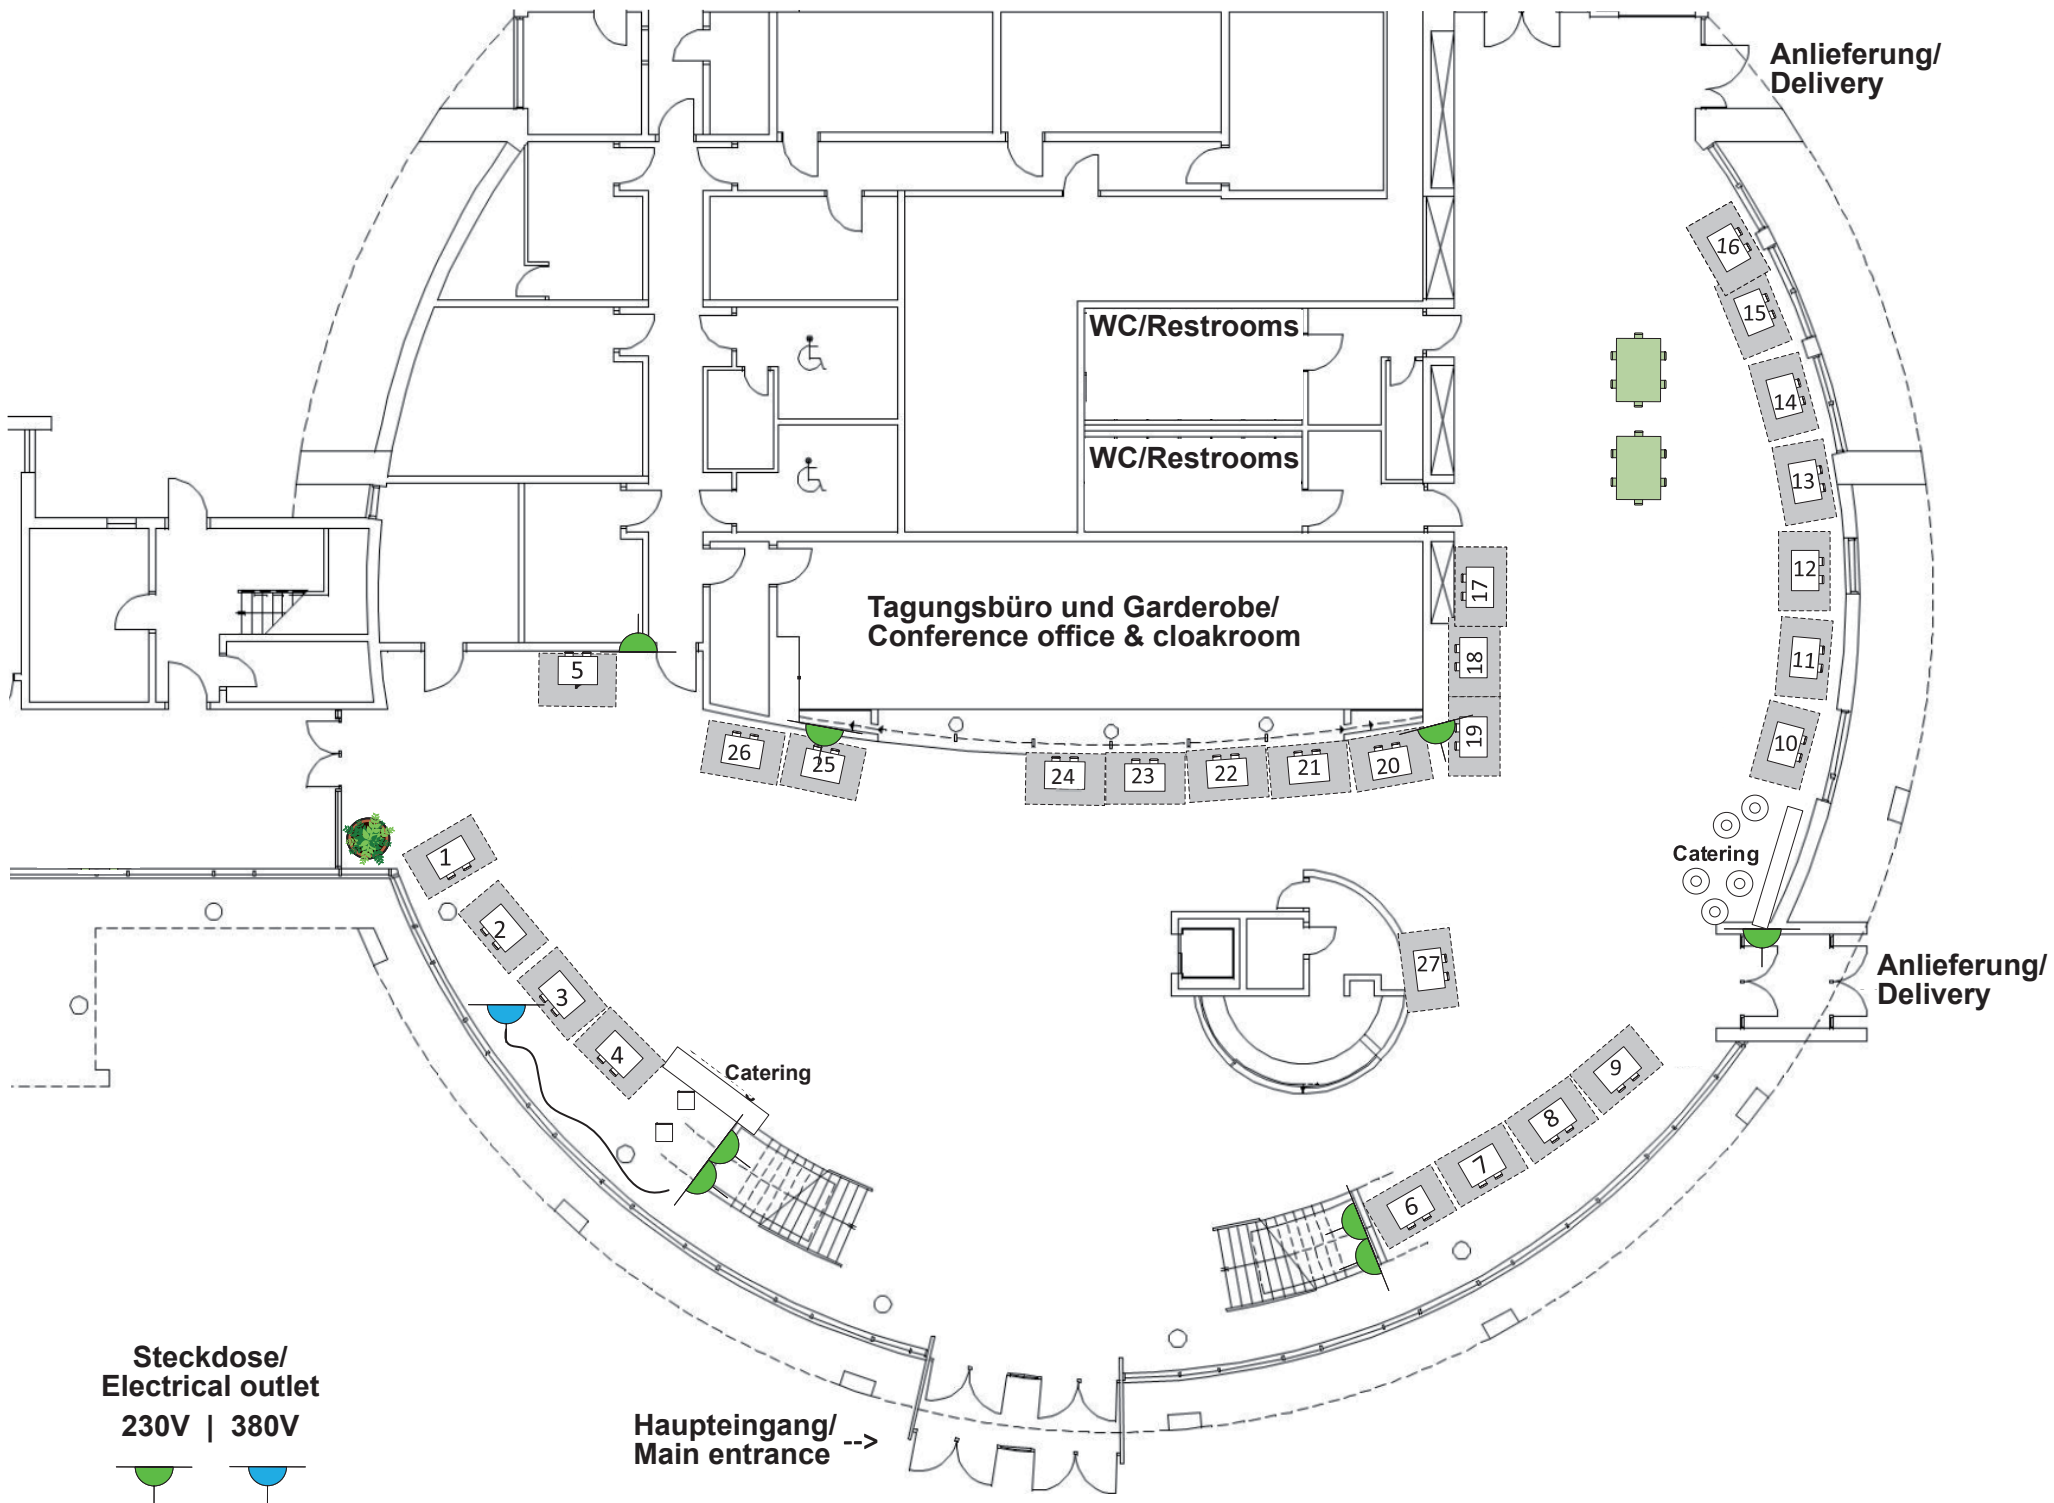 Anlieferung/
Delivery
16
15
WC/Restrooms
14
WC/Restrooms
13
12
17
Tagungsbüro und Garderobe/
Conference office & cloakroom
18
11
5
19
10
26
25
24
23
22
21
20
1
Catering
2
3
27
Anlieferung/
Delivery
4
Catering
9
8
7
6
Steckdose/
Electrical outlet
230V | 380V
Haupteingang/
Main entrance -->